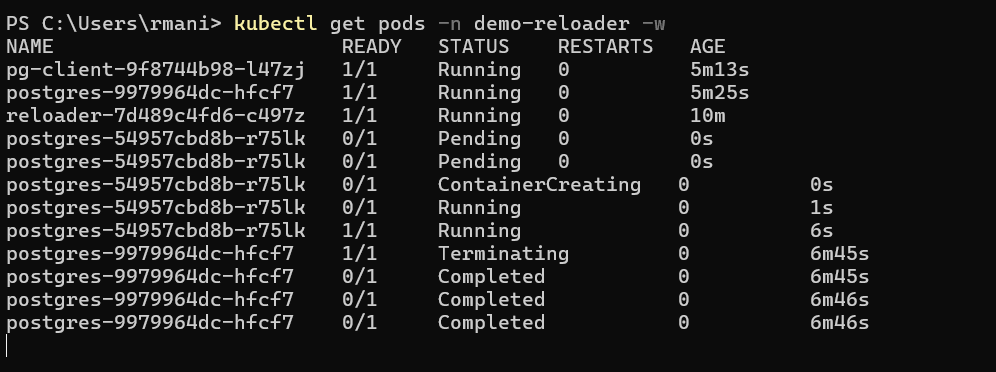 PS C:\Users\rmani> kubectl get pods -n demo-reloader -w
NAME READY STATUS RESTARTS AGE
pg-client-9f8744b98-l47zj 1/1 Running 0 5m13s
postgres-9979964dc-hfcf7 1/1 Running 0 5m25s
reloader-7d489c4fd6-c497z 1/1 Running 0 10m
postgres-54957cbd8b-r75lk 0/1 Pending 0 0s
postgres-54957cbd8b-r75lk 0/1 Pending 0 0s
postgres-54957cbd8b-r75lk 0/1 ContainerCreating 0 0s
postgres-54957cbd8b-r75lk 0/1 Running 0 1s
postgres-54957cbd8b-r75lk 1/1 Running 0 6s
postgres-9979964dc-hfcf7 1/1 Terminating 0 6m45s
postgres-9979964dc-hfcf7 0/1 Completed 0 6m45s
postgres-9979964dc-hfcf7 0/1 Completed 0 6m46s
postgres-9979964dc-hfcf7 0/1 Completed 0 6m46s